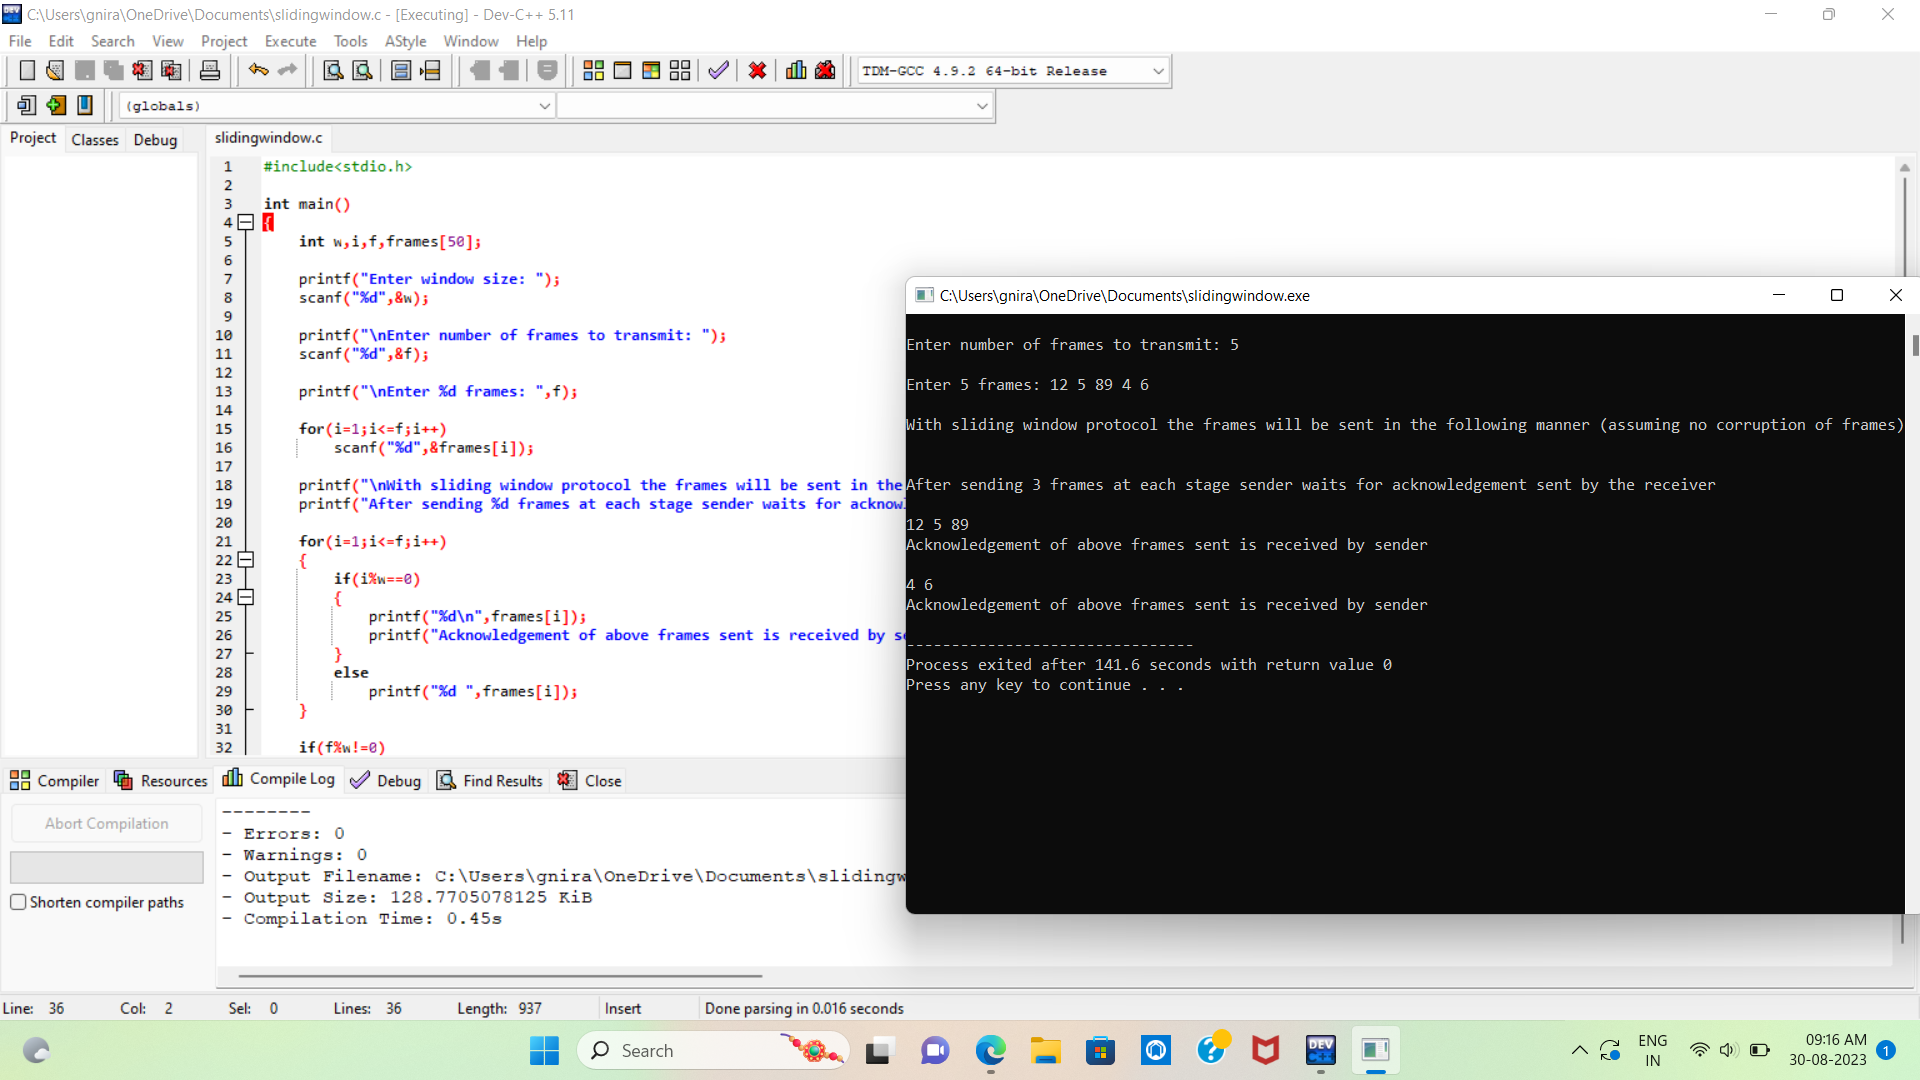 C:\Users\gnira\OneDrive\Documents\slidingwindow.c - [Executing] - Dev-C++ 5.11
File Edit Search View Project Execute Tools AStyle Window Help
TDM-GCC 4.9.2 64-bit Release
(globals)
Project Classes Debug
slidingwindow.c
1 #include<stdio.h>
2
3 int main()
4 {
5 int w,i,f,frames[50];
6
7 printf("Enter window size: ");
8 scanf("%d",&w);
9
10 printf("\nEnter number of frames to transmit: ");
11 scanf("%d",&f);
12
13 printf("\nEnter %d frames: ",f);
14
15 for(i=1;i<=f;i++)
16 scanf("%d",&frames[i]);
17
18 printf("\nWith sliding window protocol the frames will be sent in the
19 printf("After sending %d frames at each stage sender waits for acknow
20
21 for(i=1;i<=f;i++)
22 {
23 if(i%w==0)
24 {
25 printf("%d\n",frames[i]);
26 printf("Acknowledgement of above frames sent is received by s
27 }
28 else
29 printf("%d ",frames[i]);
30 }
31
32 if(f%w!=0)
C:\Users\gnira\OneDrive\Documents\slidingwindow.exe
Enter number of frames to transmit: 5
Enter 5 frames: 12 5 89 4 6
With sliding window protocol the frames will be sent in the following manner (assuming no corruption of frames)
After sending 3 frames at each stage sender waits for acknowledgement sent by the receiver
12 5 89
Acknowledgement of above frames sent is received by sender
4 6
Acknowledgement of above frames sent is received by sender
--------------------------------
Process exited after 141.6 seconds with return value 0
Press any key to continue . . .
Compiler Resources Compile Log Debug Find Results Close
Abort Compilation
Shorten compiler paths
--------
- Errors: 0
- Warnings: 0
- Output Filename: C:\Users\gnira\OneDrive\Documents\slidingw
- Output Size: 128.7705078125 KiB
- Compilation Time: 0.45s
Line: 36 Col: 2 Sel: 0 Lines: 36 Length: 937 Insert Done parsing in 0.016 seconds
Search
DEV
ENG
IN
09:16 AM
30-08-2023
1